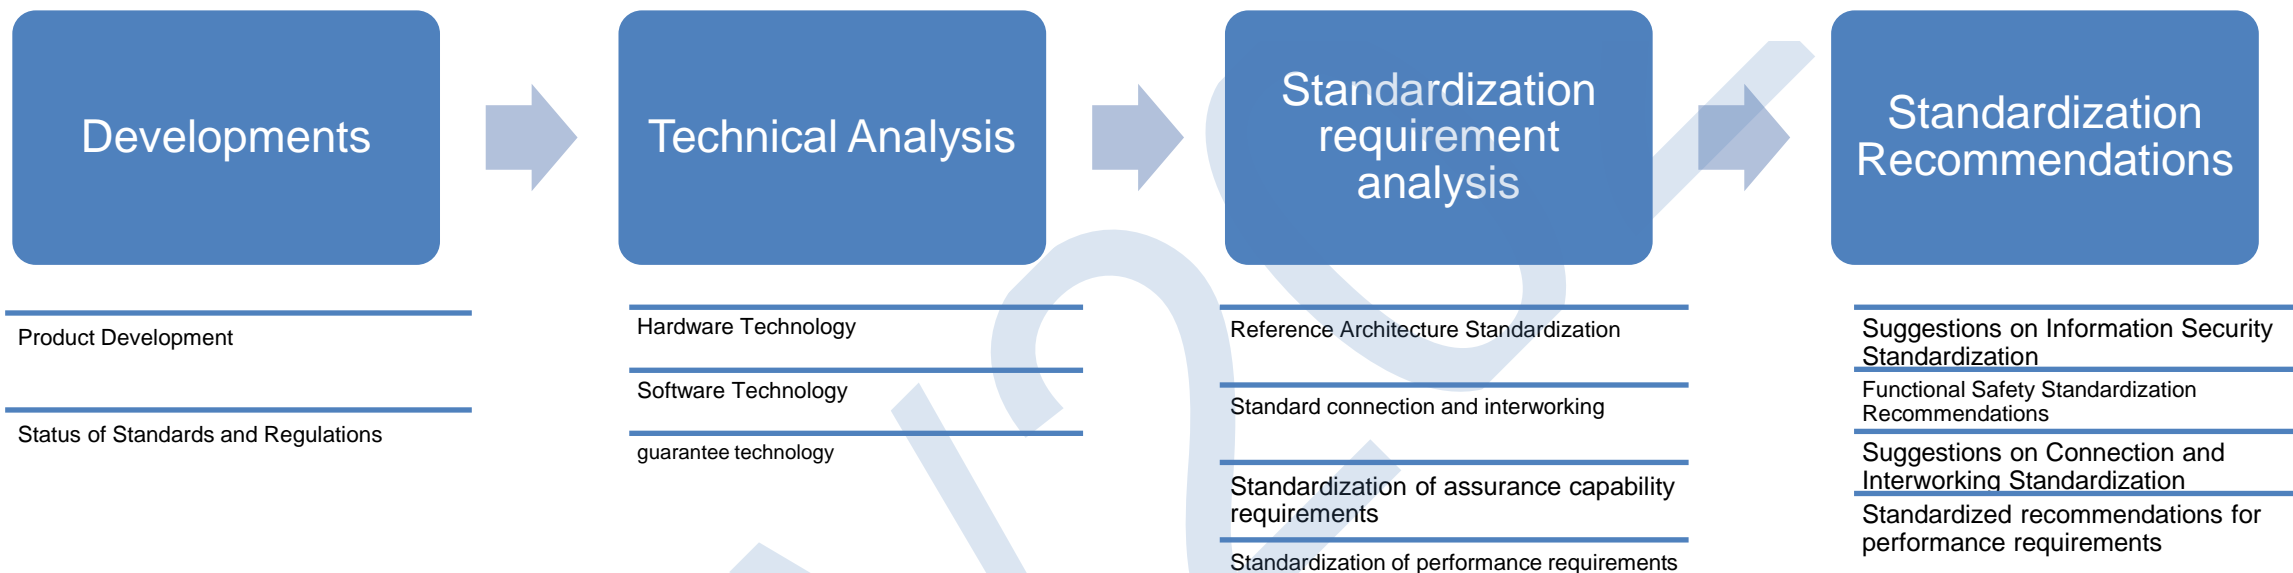 Developments
Technical Analysis
Standardization
requirement
analysis
Standardization
Recommendations
Product Development
Status of Standards and Regulations
Hardware Technology
Software Technology
guarantee technology
Reference Architecture Standardization
Standard connection and interworking
Standardization of assurance capability
requirements
Standardization of performance requirements
Suggestions on Information Security
Standardization
Functional Safety Standardization
Recommendations
Suggestions on Connection and
Interworking Standardization
Standardized recommendations for
performance requirements